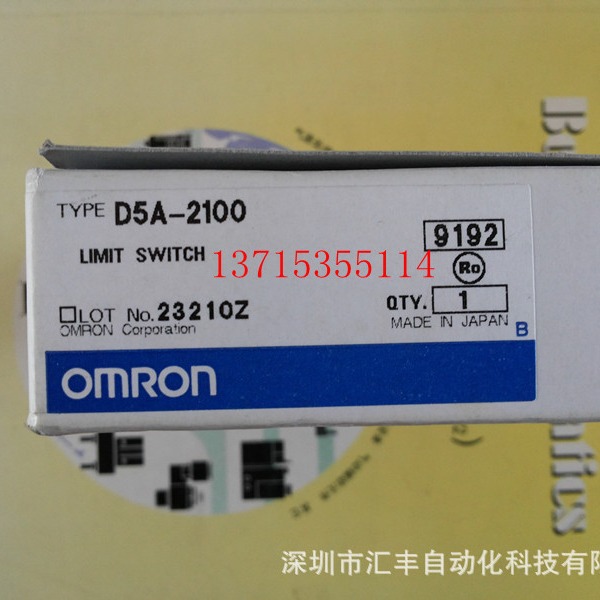 TYPE D5A-2100
9192
LIMIT SWITCH
13715355114
Ro
□LOT No. 23210Z
QTY. 1
OMRON Corporation
MADE IN JAPAN
B
OMRON
深圳市汇丰自动化科技有限